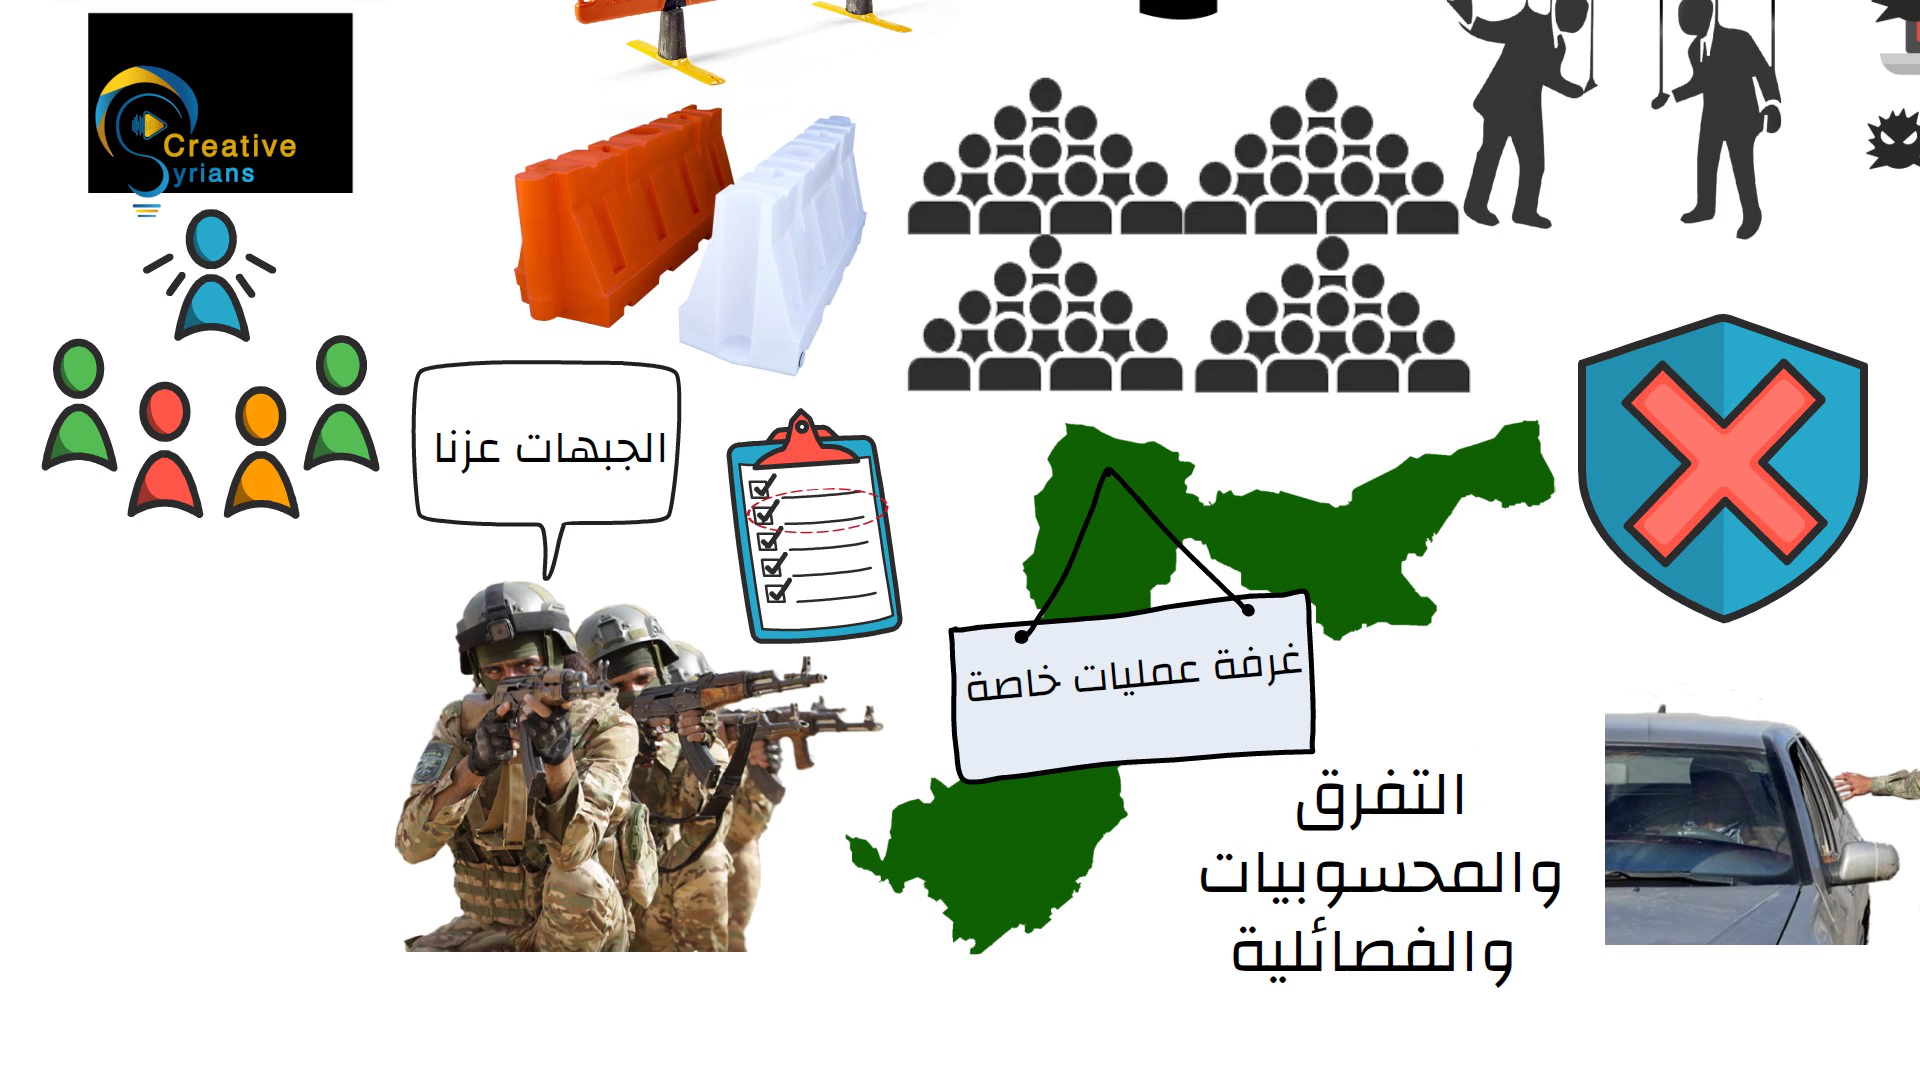 Creative
Syrians
الجبهات عزنا
غرفة عمليات خاصة
التفرق
والمحسوبيات
والفصائلية